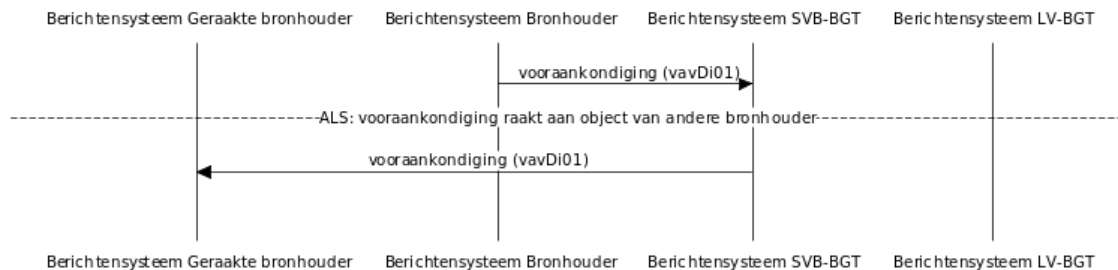 Berichtensysteem Geraakte bronhouder Berichtensysteem Bronhouder Berichtensysteem SVB-BGT Berichtensysteem LV-BGT
vooraankondiging (vavDi01)
ALS: vooraankondiging raakt aan object van andere bronhouder
vooraankondiging (vavDi01)
Berichtensysteem Geraakte bronhouder Berichtensysteem Bronhouder Berichtensysteem SVB-BGT Berichtensysteem LV-BGT